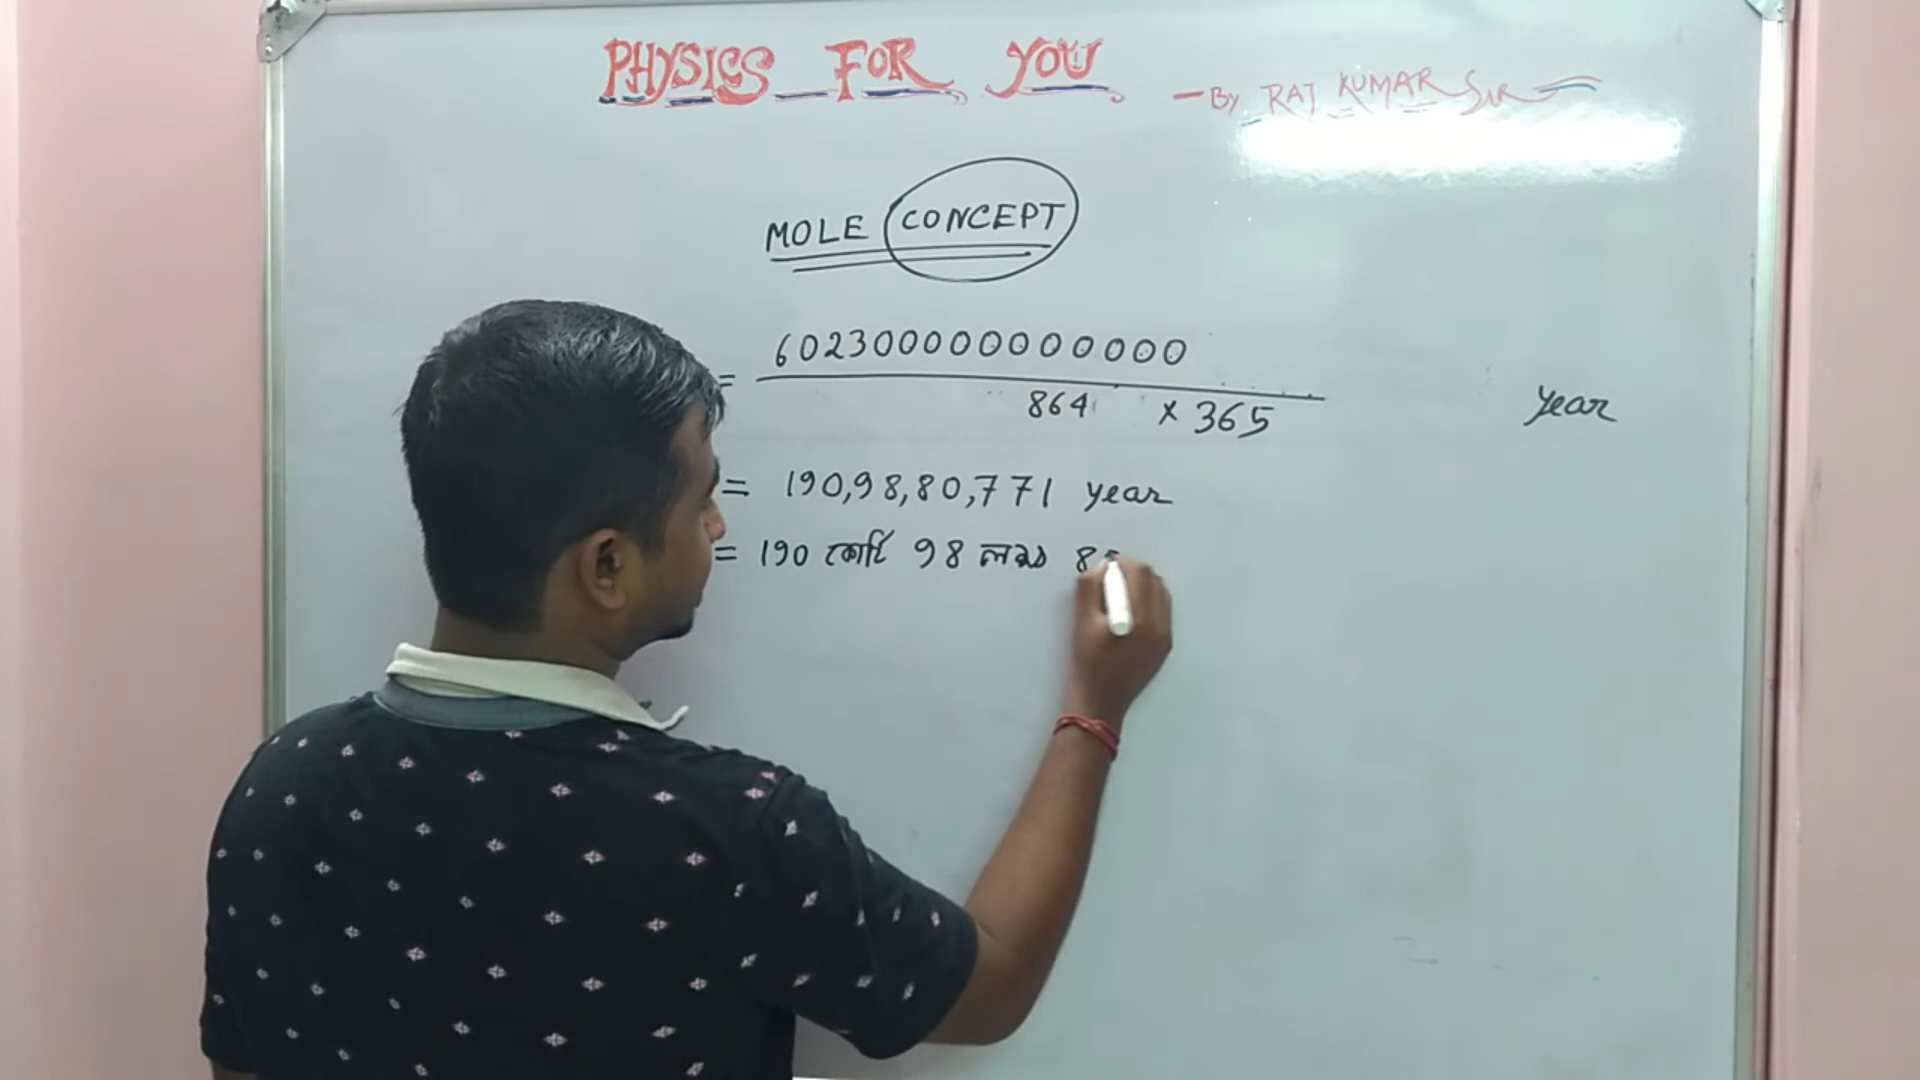 PHYSICS FOR YOU
- By RAJ KUMAR SIR
MOLE CONCEPT
= 602300000000000
864 × 365 year
= 190,98,80,771 year
= 190 কোটি 98 লক্ষ 8